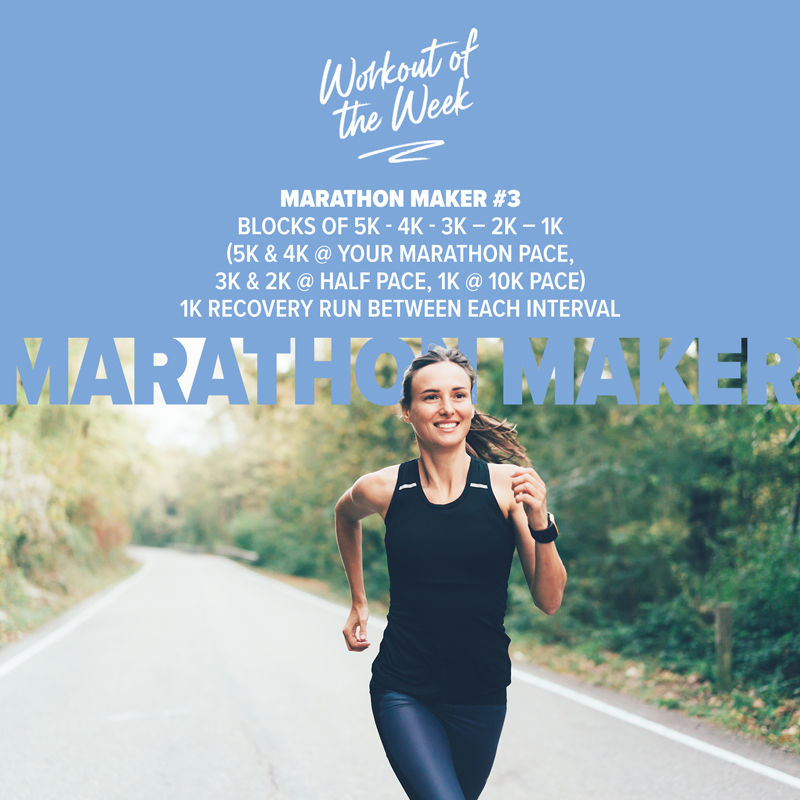 Workout of
the Week
MARATHON MAKER #3
BLOCKS OF 5K - 4K - 3K – 2K – 1K
(5K & 4K @ YOUR MARATHON PACE,
3K & 2K @ HALF PACE, 1K @ 10K PACE)
1K RECOVERY RUN BETWEEN EACH INTERVAL
MARATHON MAKER